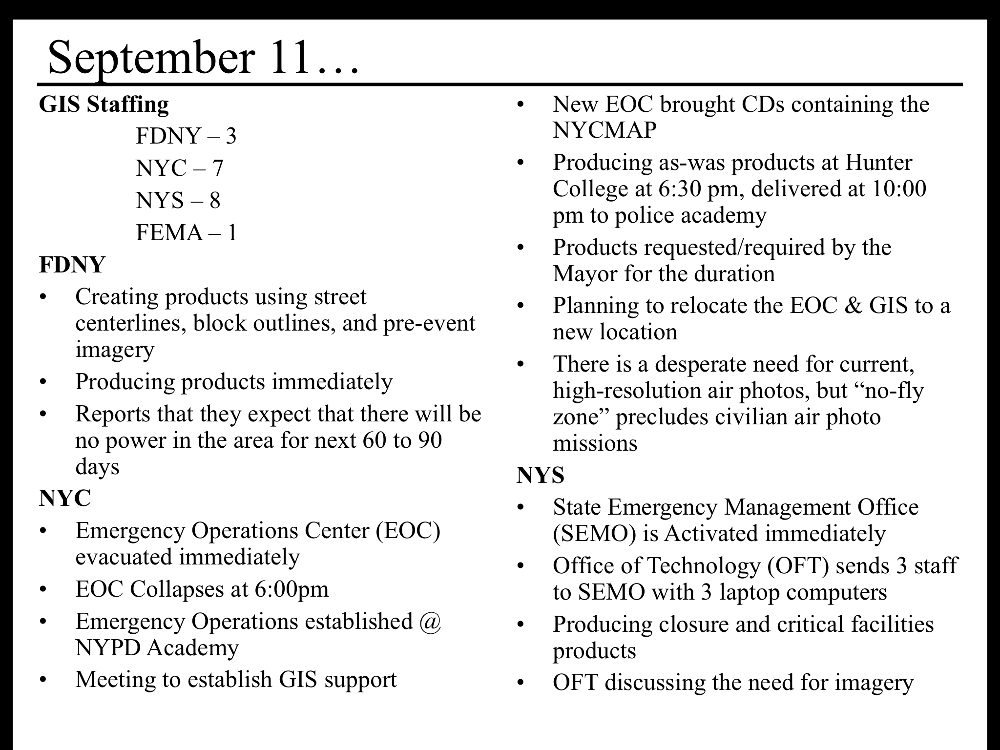 September 11…
GIS Staffing
FDNY – 3
NYC – 7
NYS – 8
FEMA – 1
FDNY
• Creating products using street
centerlines, block outlines, and pre-event
imagery
• Producing products immediately
• Reports that they expect that there will be
no power in the area for next 60 to 90
days
NYC
• Emergency Operations Center (EOC)
evacuated immediately
• EOC Collapses at 6:00pm
• Emergency Operations established @
NYPD Academy
• Meeting to establish GIS support
• New EOC brought CDs containing the
NYCMAP
• Producing as-was products at Hunter
College at 6:30 pm, delivered at 10:00
pm to police academy
• Products requested/required by the
Mayor for the duration
• Planning to relocate the EOC & GIS to a
new location
• There is a desperate need for current,
high-resolution air photos, but “no-fly
zone” precludes civilian air photo
missions
NYS
• State Emergency Management Office
(SEMO) is Activated immediately
• Office of Technology (OFT) sends 3 staff
to SEMO with 3 laptop computers
• Producing closure and critical facilities
products
• OFT discussing the need for imagery